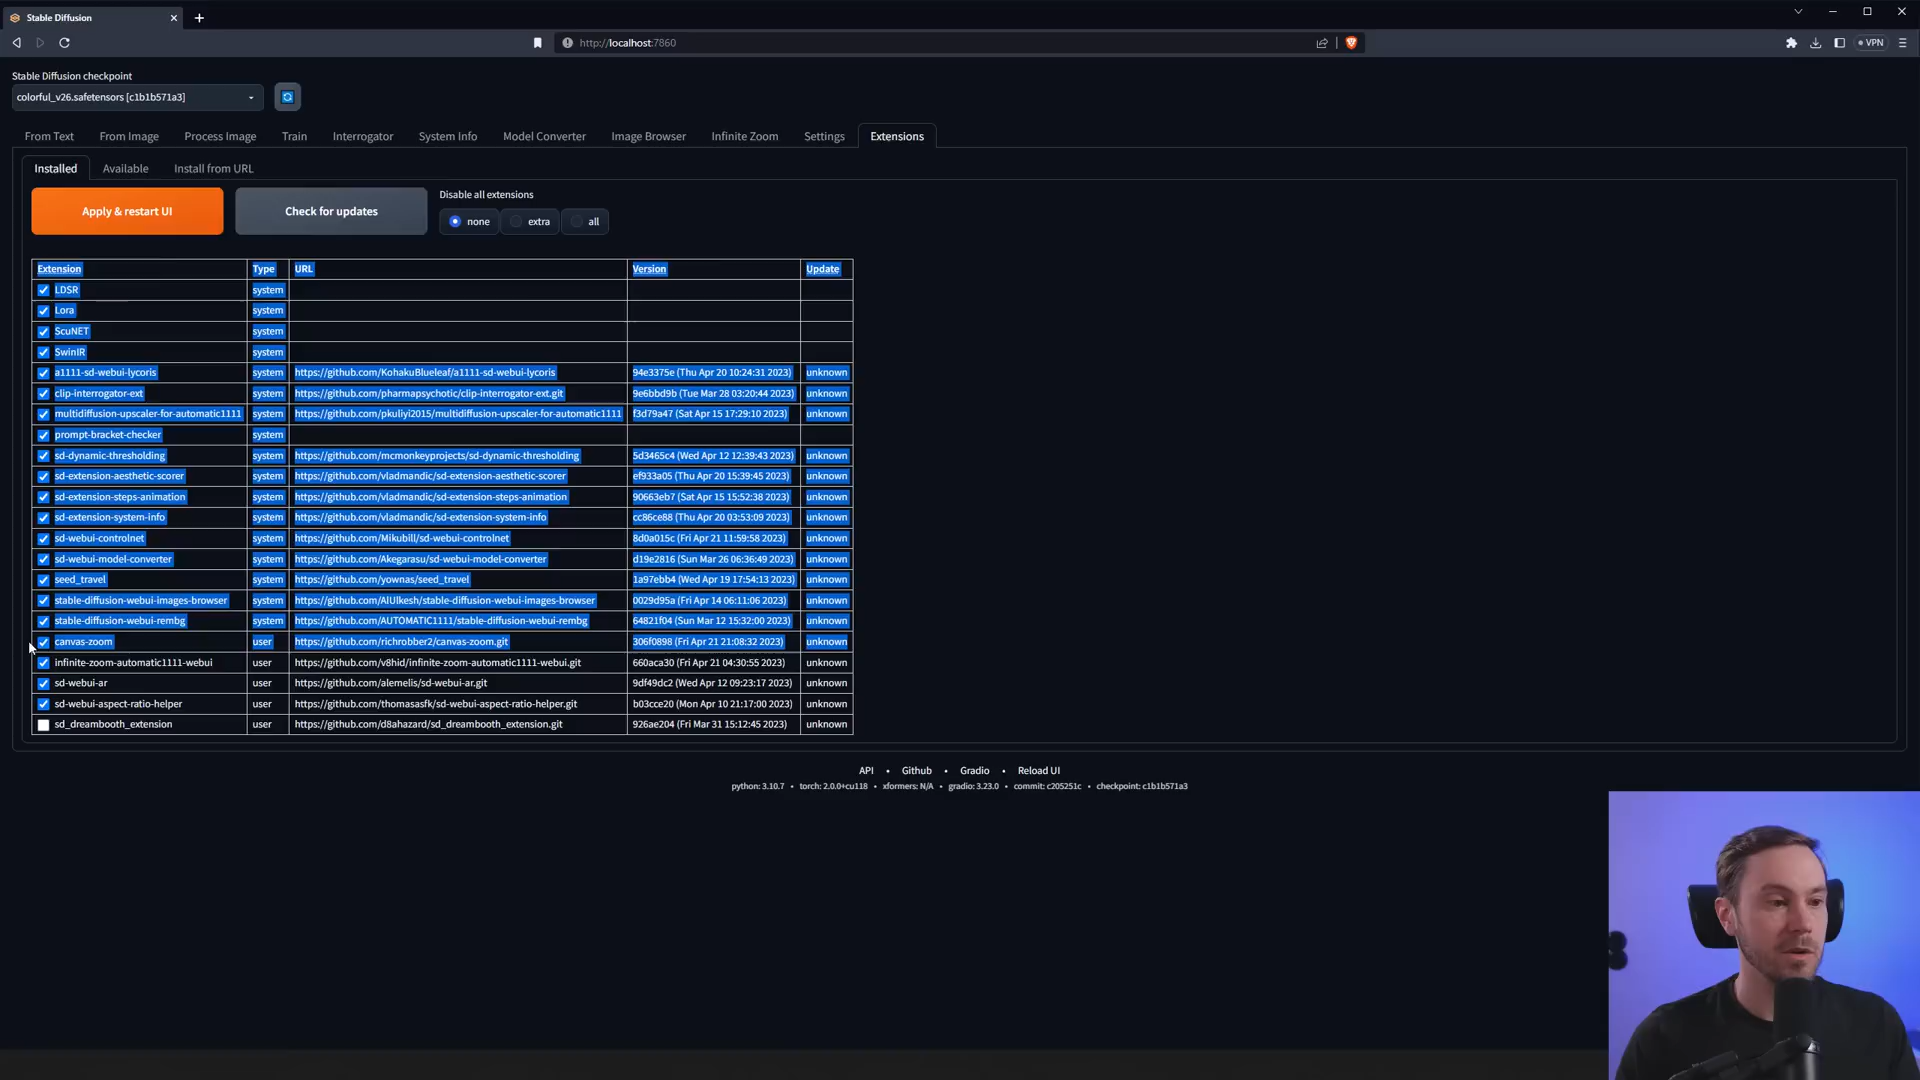 Stable Diffusion
http://localhost:7860
VPN
Stable Diffusion checkpoint
colorful_v26.safetensors [c1b1b571a3]
From Text From Image Process Image Train Interrogator System Info Model Converter Image Browser Infinite Zoom Settings Extensions
Installed Available Install from URL
Apply & restart UI Check for updates
Disable all extensions
none extra all
Extension Type URL Version Update
LDSR system
Lora system
ScuNET system
SwinIR system
a1111-sd-webui-lycoris system https://github.com/KohakuBlueleaf/a1111-sd-webui-lycoris 94e3375e (Thu Apr 20 10:24:31 2023) unknown
clip-interrogator-ext system https://github.com/pharmapsychotic/clip-interrogator-ext.git 9e6bbd9b (Tue Mar 28 03:20:44 2023) unknown
multidiffusion-upscaler-for-automatic1111 system https://github.com/pkuliyi2015/multidiffusion-upscaler-for-automatic1111 f3d79a47 (Sat Apr 15 17:29:10 2023) unknown
prompt-bracket-checker system
sd-dynamic-thresholding system https://github.com/mcmonkeyprojects/sd-dynamic-thresholding 5d3465c4 (Wed Apr 12 12:39:43 2023) unknown
sd-extension-aesthetic-scorer system https://github.com/vladmandic/sd-extension-aesthetic-scorer ef933a05 (Thu Apr 20 15:39:45 2023) unknown
sd-extension-steps-animation system https://github.com/vladmandic/sd-extension-steps-animation 90663eb7 (Sat Apr 15 15:52:38 2023) unknown
sd-extension-system-info system https://github.com/vladmandic/sd-extension-system-info cc86ce88 (Thu Apr 20 03:53:09 2023) unknown
sd-webui-controlnet system https://github.com/Mikubill/sd-webui-controlnet 8d0a015c (Fri Apr 21 11:59:58 2023) unknown
sd-webui-model-converter system https://github.com/Akegarasu/sd-webui-model-converter d19e2816 (Sun Mar 26 06:36:49 2023) unknown
seed_travel system https://github.com/yownas/seed_travel 1a97ebb4 (Wed Apr 19 17:54:13 2023) unknown
stable-diffusion-webui-images-browser system https://github.com/AlUlkesh/stable-diffusion-webui-images-browser 0029d95a (Fri Apr 14 06:11:06 2023) unknown
stable-diffusion-webui-rembg system https://github.com/AUTOMATIC1111/stable-diffusion-webui-rembg 64821f04 (Sun Mar 12 15:32:00 2023) unknown
canvas-zoom user https://github.com/richrobber2/canvas-zoom.git 306f0898 (Fri Apr 21 21:08:32 2023) unknown
infinite-zoom-automatic1111-webui user https://github.com/v8hid/infinite-zoom-automatic1111-webui.git 660aca30 (Fri Apr 21 04:30:55 2023) unknown
sd-webui-ar user https://github.com/alemelis/sd-webui-ar.git 9df49dc2 (Wed Apr 12 09:23:17 2023) unknown
sd-webui-aspect-ratio-helper user https://github.com/thomasasfk/sd-webui-aspect-ratio-helper.git b03cce20 (Mon Apr 10 21:17:00 2023) unknown
sd_dreambooth_extension user https://github.com/d8ahazard/sd_dreambooth_extension.git 926ae204 (Fri Mar 31 15:12:45 2023) unknown
API • Github • Gradio • Reload UI
python: 3.10.7 • torch: 2.0.0+cu118 • xformers: N/A • gradio: 3.23.0 • commit: c205251c • checkpoint: c1b1b571a3